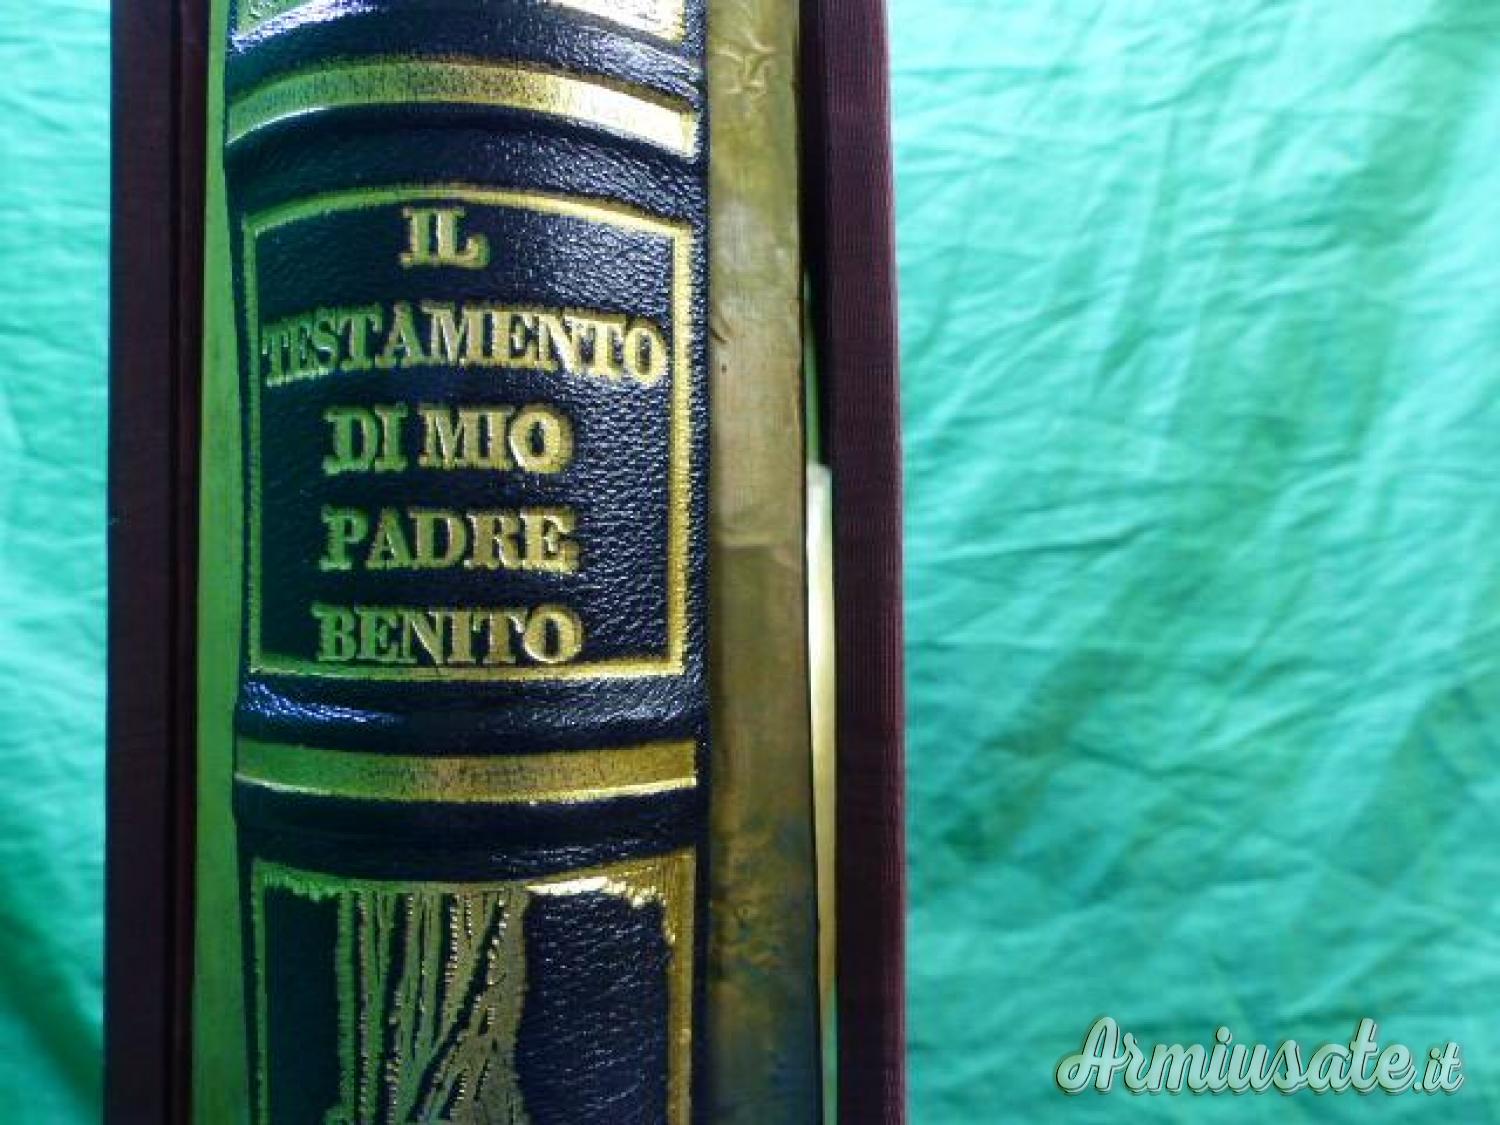 IL
TESTAMENTO
DI MIO
PADRE
BENITO
Armiusate.it